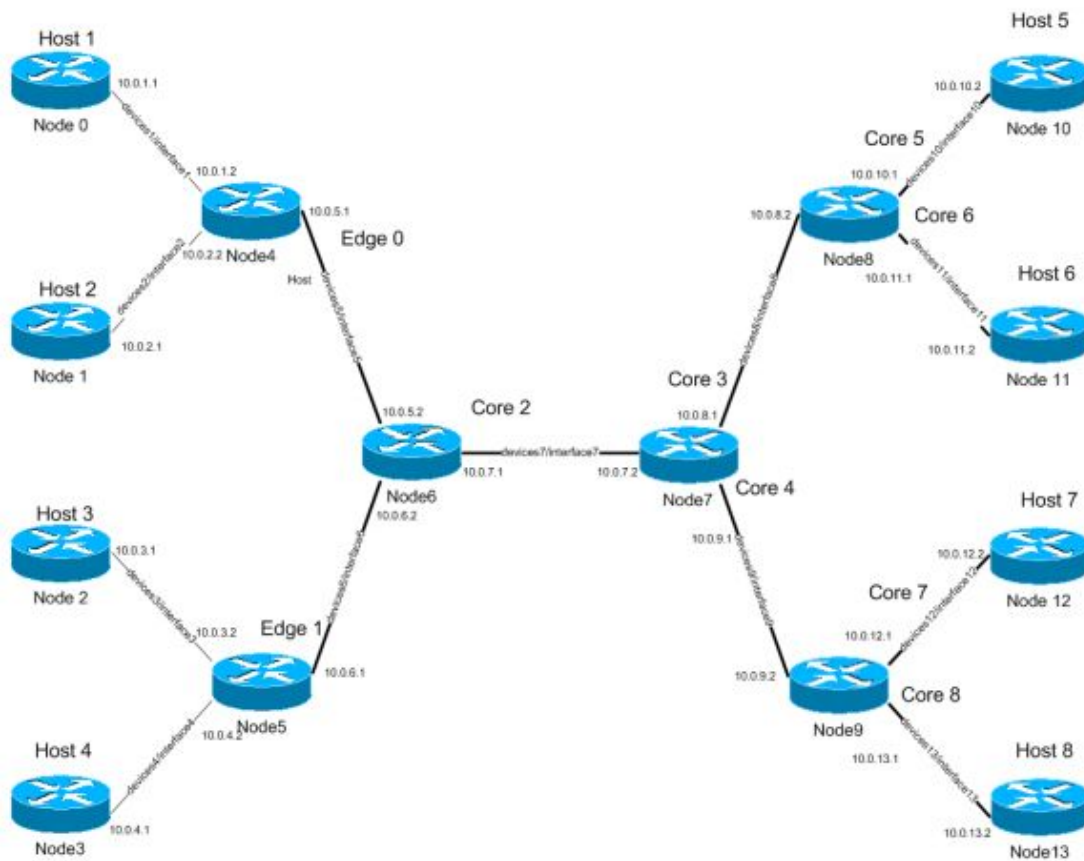 Host 1
10.0.1.1
Node 0
devices1/interface1
10.0.1.2
10.0.5.1
Node4
Edge 0
10.0.2.2
devices2/interface2
Host 2
10.0.2.1
Node 1
Host
devices5/interface5
10.0.5.2
Core 2
10.0.7.1
Node6
10.0.6.2
devices7/interface7
Host 3
10.0.3.1
Node 2
devices3/interface3
10.0.3.2
Edge 1
10.0.6.1
Node5
10.0.4.2
devices4/interface4
Host 4
10.0.4.1
Node3
Core 3
10.0.8.1
10.0.7.2
Node7
Core 4
10.0.9.1
10.0.8.2
Node8
Core 5
10.0.10.1
Core 6
10.0.11.1
devices10/interface10
devices11/interface11
Host 5
10.0.10.2
Node 10
Host 6
10.0.11.2
Node 11
10.0.9.2
Node9
Core 7
10.0.12.1
Core 8
10.0.13.1
devices12/interface12
devices13/interface13
Host 7
10.0.12.2
Node 12
Host 8
10.0.13.2
Node13